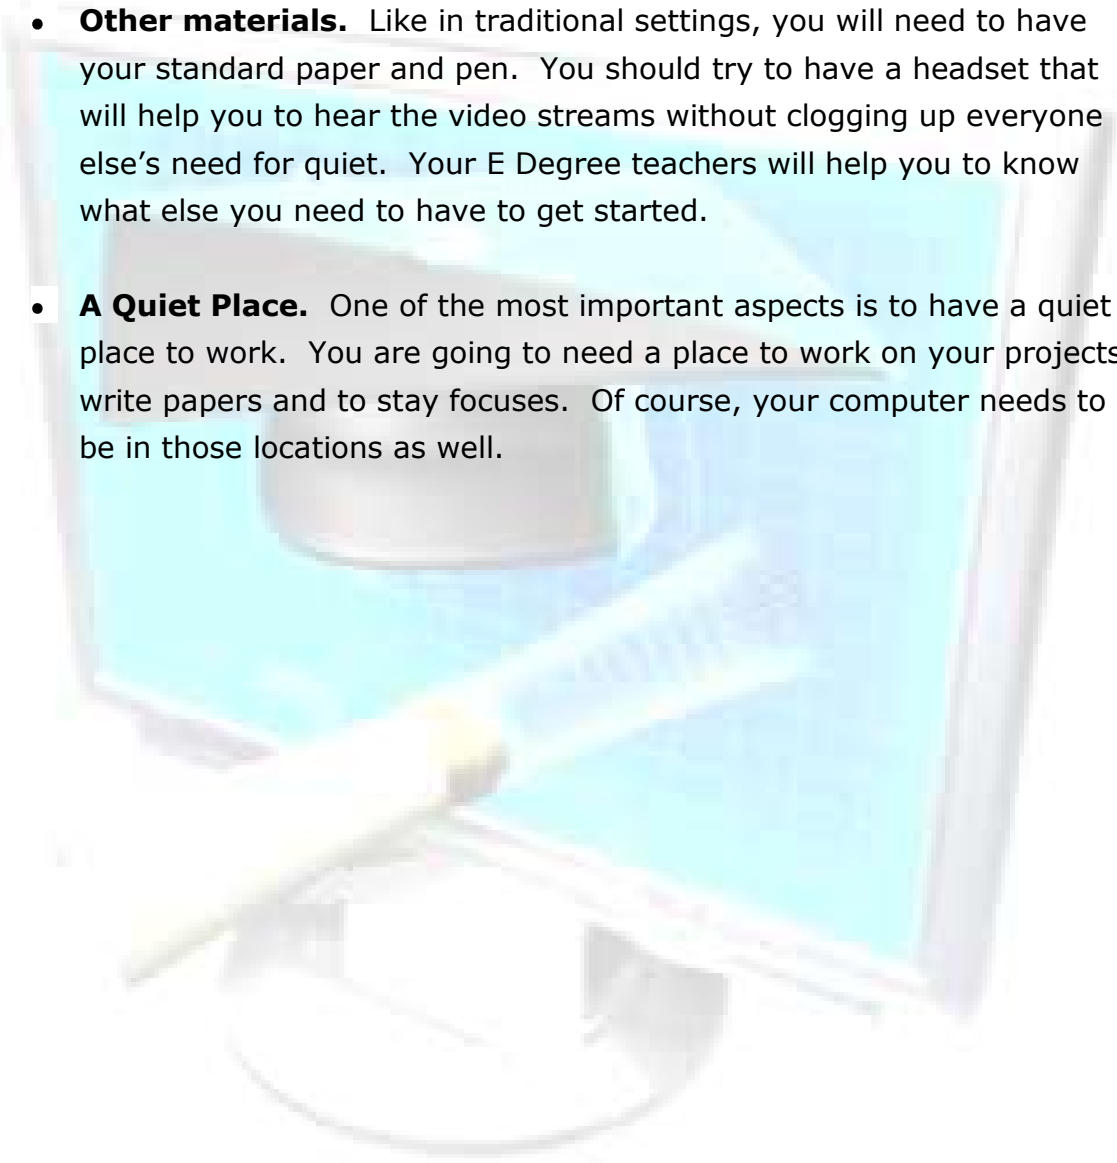 • Other materials. Like in traditional settings, you will need to have
your standard paper and pen. You should try to have a headset that
will help you to hear the video streams without clogging up everyone
else’s need for quiet. Your E Degree teachers will help you to know
what else you need to have to get started.
• A Quiet Place. One of the most important aspects is to have a quiet
place to work. You are going to need a place to work on your projects
write papers and to stay focuses. Of course, your computer needs to
be in those locations as well.